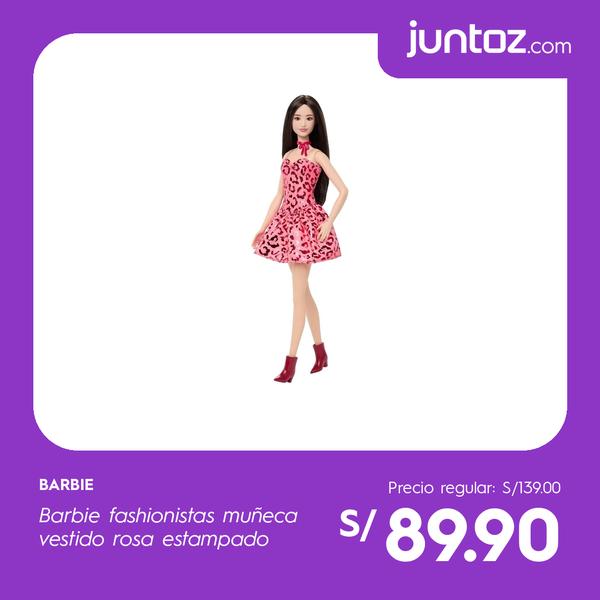 juntoz.com
BARBIE
Barbie fashionistas muñeca
vestido rosa estampado
Precio regular: S/139.00
S/ 89.90